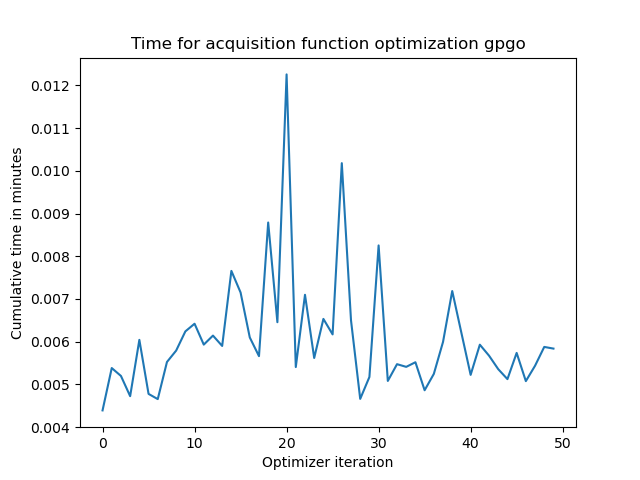 Time for acquisition function optimization gpgo
0.012
0.011
0.010
0.009
0.008
0.007
0.006
0.005
0.004
Cumulative time in minutes
0 10 20 30 40 50
Optimizer iteration